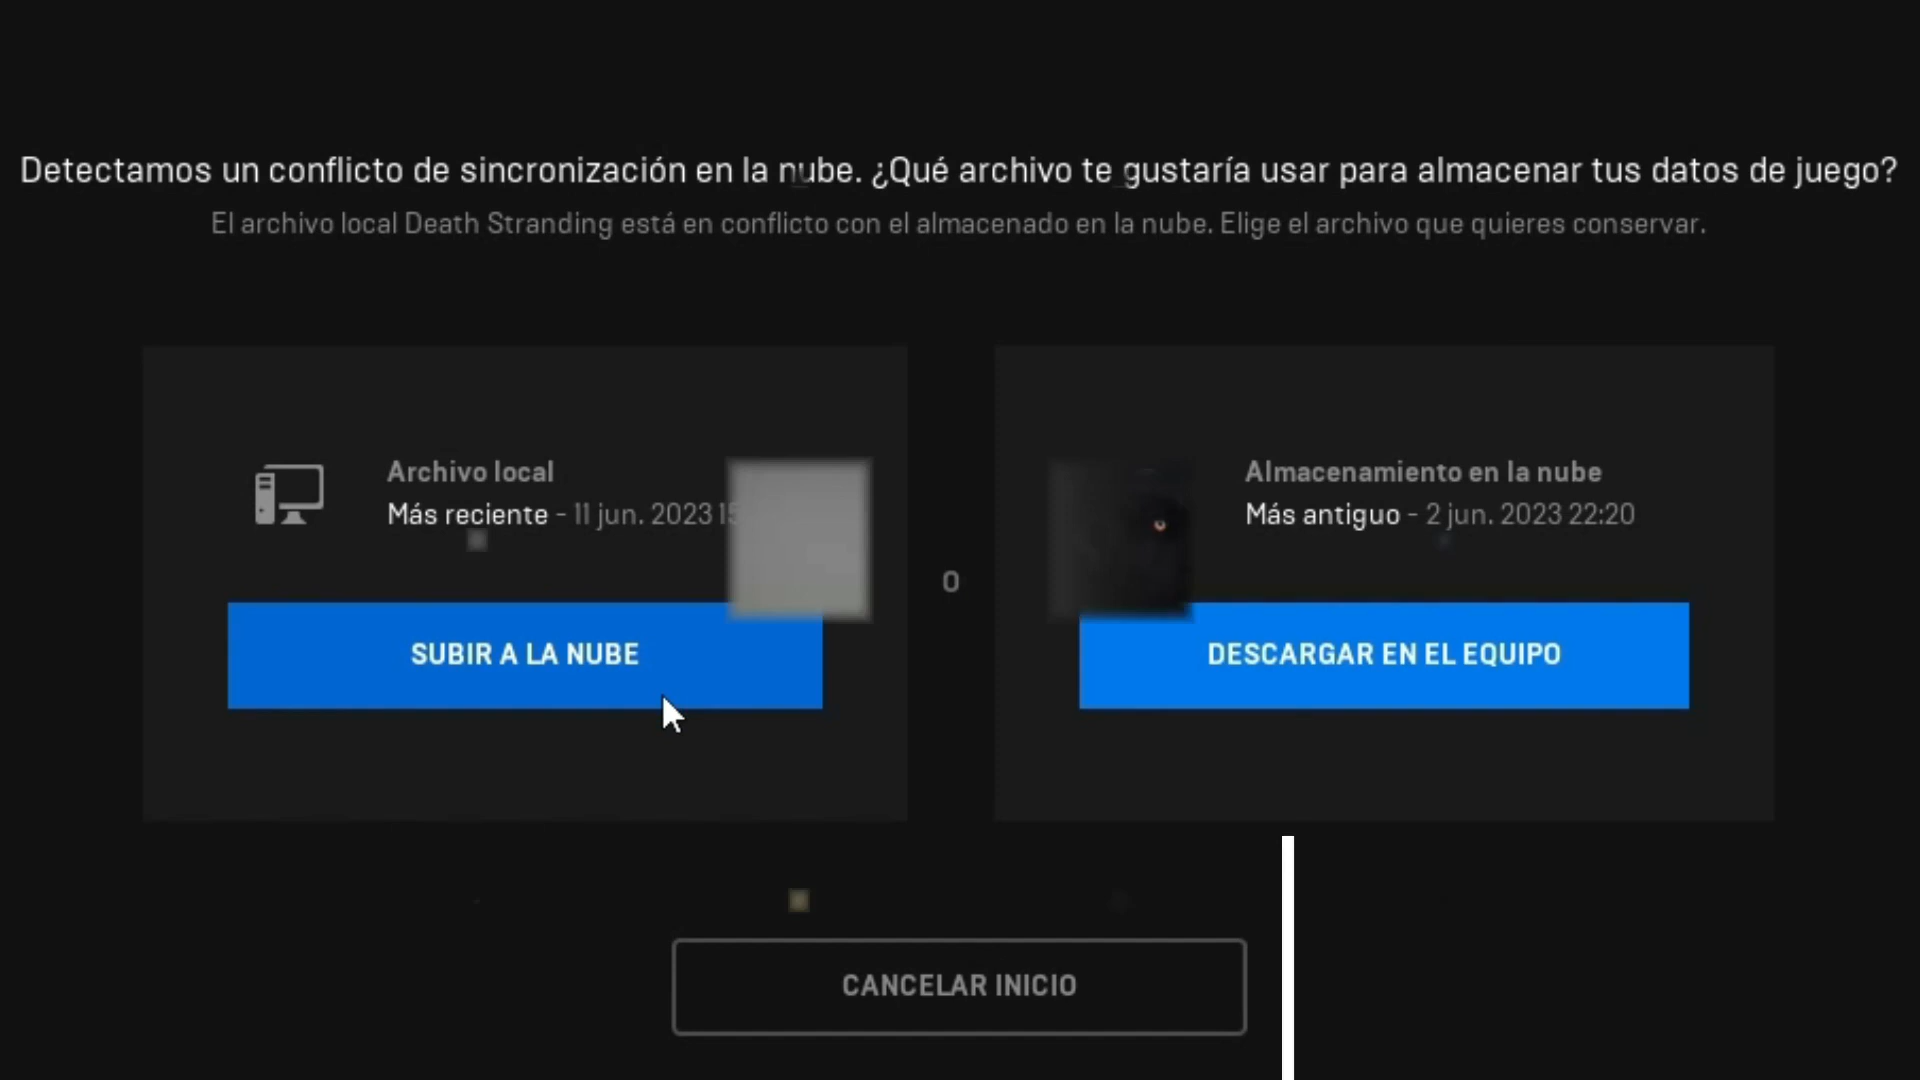 Detectamos un conflicto de sincronización en la nube. ¿Qué archivo te gustaría usar para almacenar tus datos de juego?
El archivo local Death Stranding está en conflicto con el almacenado en la nube. Elige el archivo que quieres conservar.
Archivo local
Más reciente - 11 jun. 2023
SUBIR A LA NUBE
O
Almacenamiento en la nube
Más antiguo - 2 jun. 2023 22:20
DESCARGAR EN EL EQUIPO
CANCELAR INICIO